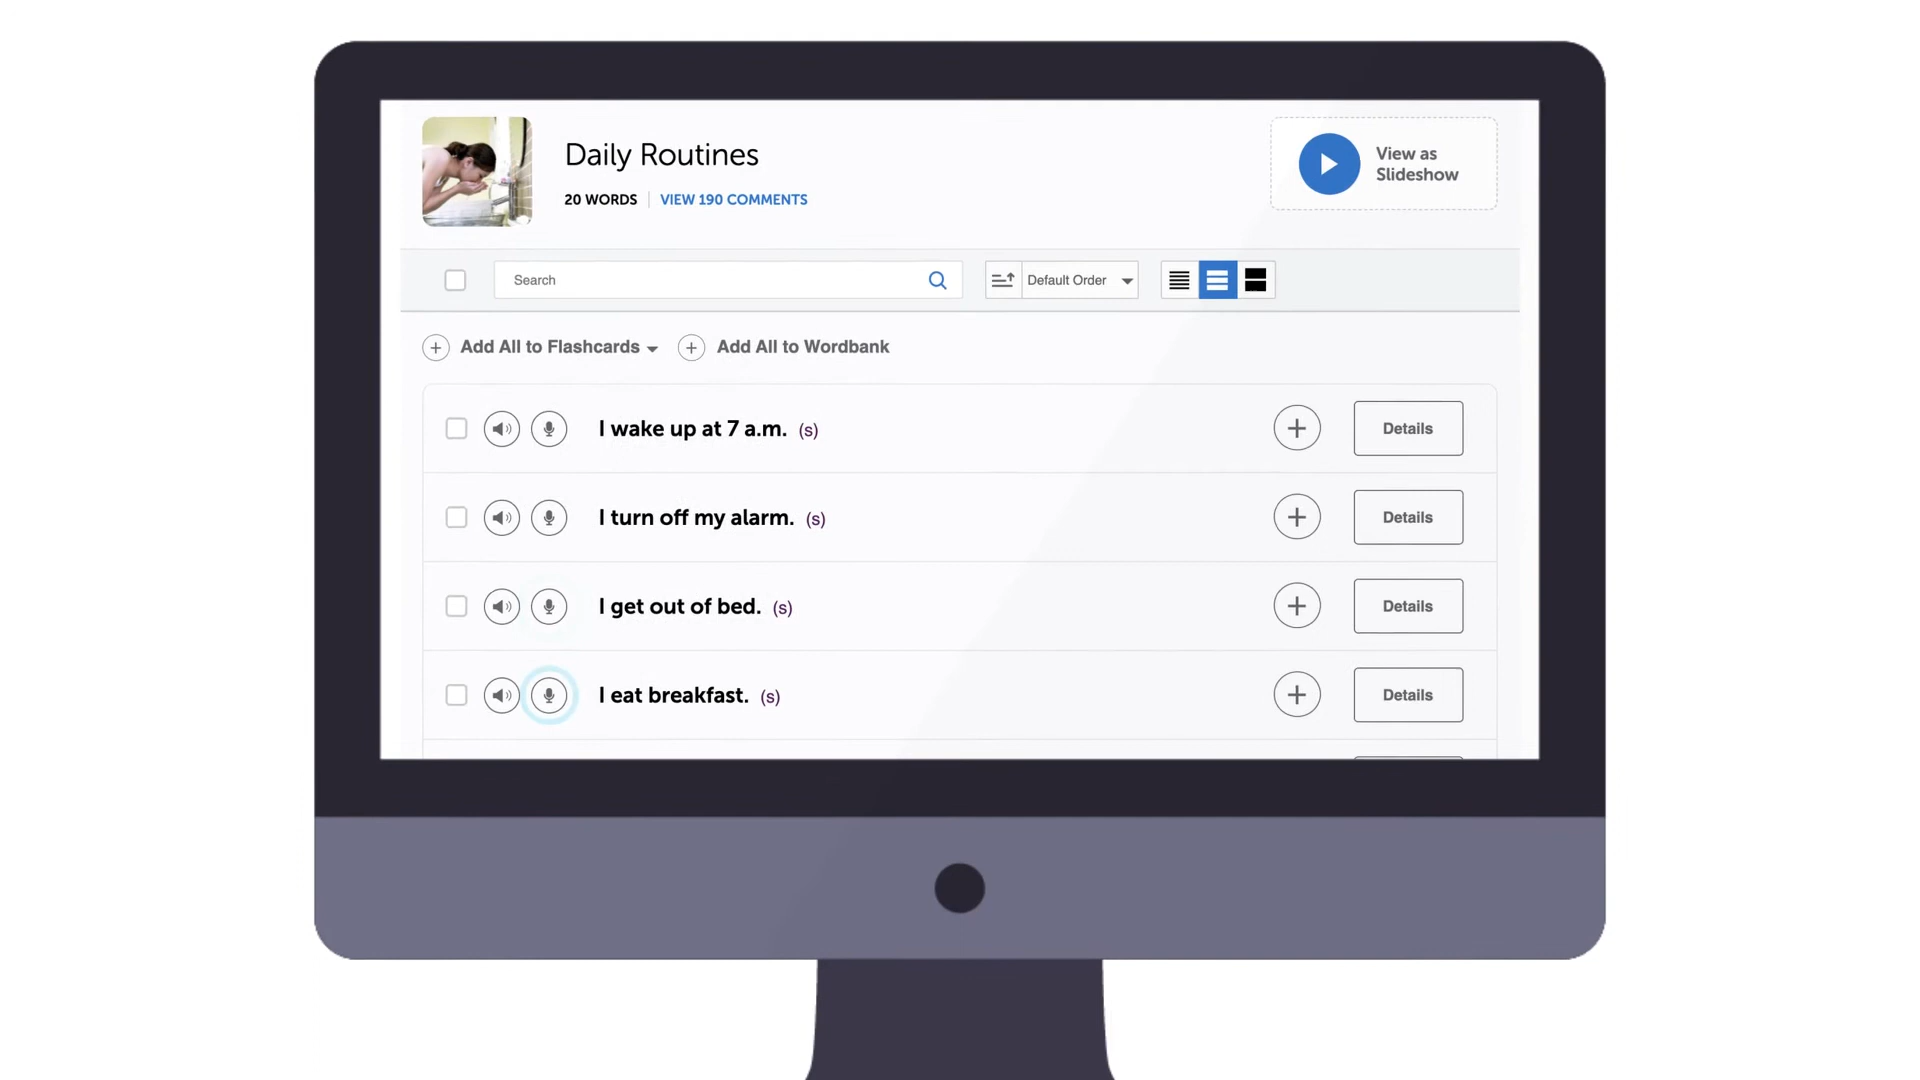 Daily Routines
20 WORDS VIEW 190 COMMENTS
View as
Slideshow
Search
Default Order
Add All to Flashcards
Add All to Wordbank
I wake up at 7 a.m. (s)
Details
I turn off my alarm. (s)
Details
I get out of bed. (s)
Details
I eat breakfast. (s)
Details